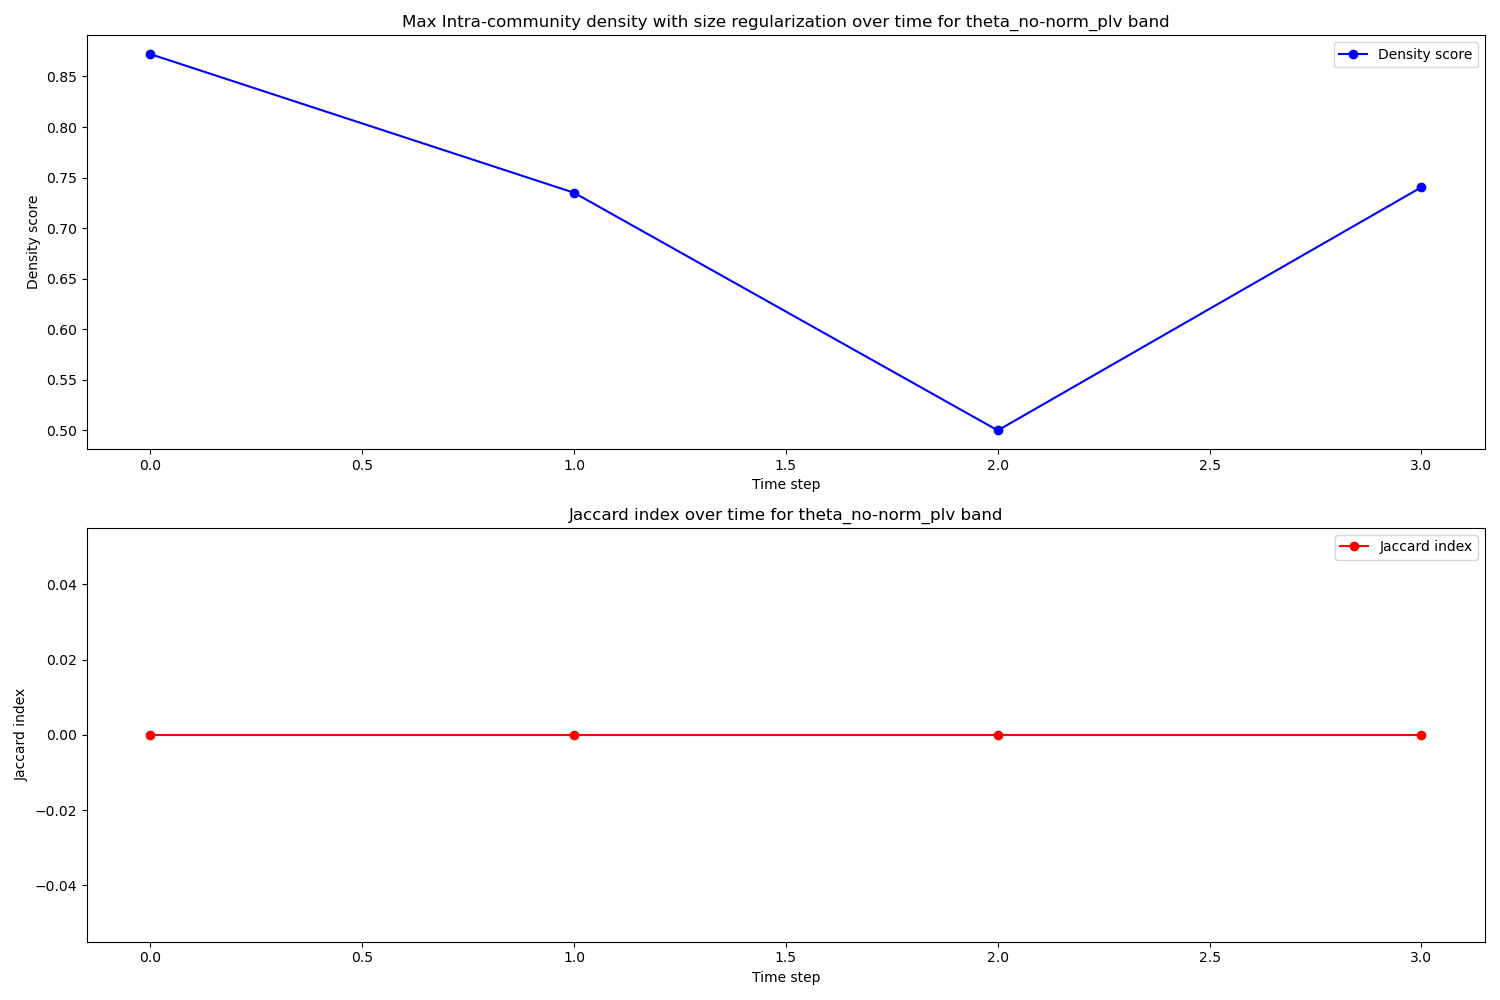 Max Intra-community density with size regularization over time for theta_no-norm_plv band
Density score
Density score
0.85
0.80
0.75
0.70
0.65
0.60
0.55
0.50
0.0 0.5 1.0 1.5 2.0 2.5 3.0
Time step
Jaccard index over time for theta_no-norm_plv band
Jaccard index
Jaccard index
0.04
0.02
0.00
−0.02
−0.04
0.0 0.5 1.0 1.5 2.0 2.5 3.0
Time step